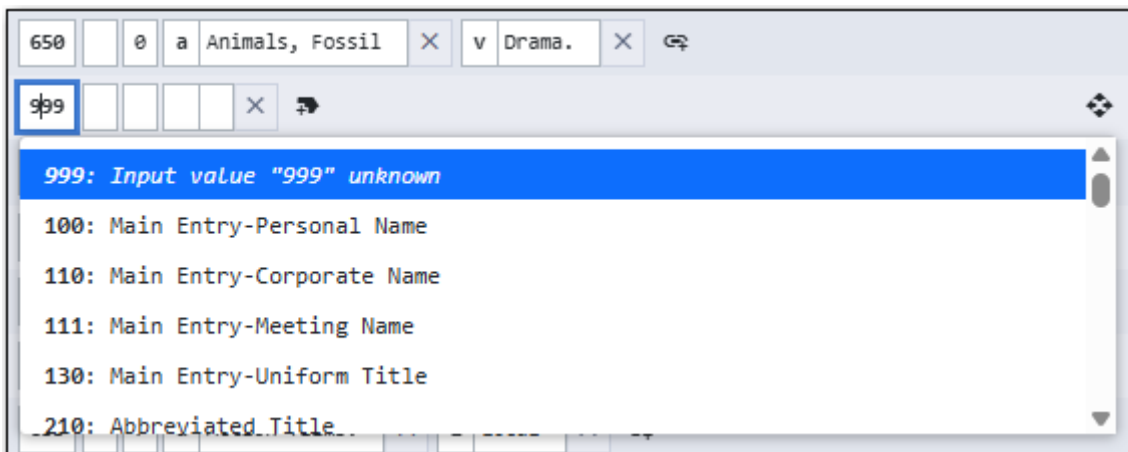 650 0 a Animals, Fossil v Drama.
999
999: Input value "999" unknown
100: Main Entry-Personal Name
110: Main Entry-Corporate Name
111: Main Entry-Meeting Name
130: Main Entry-Uniform Title
210: Abbreviated Title